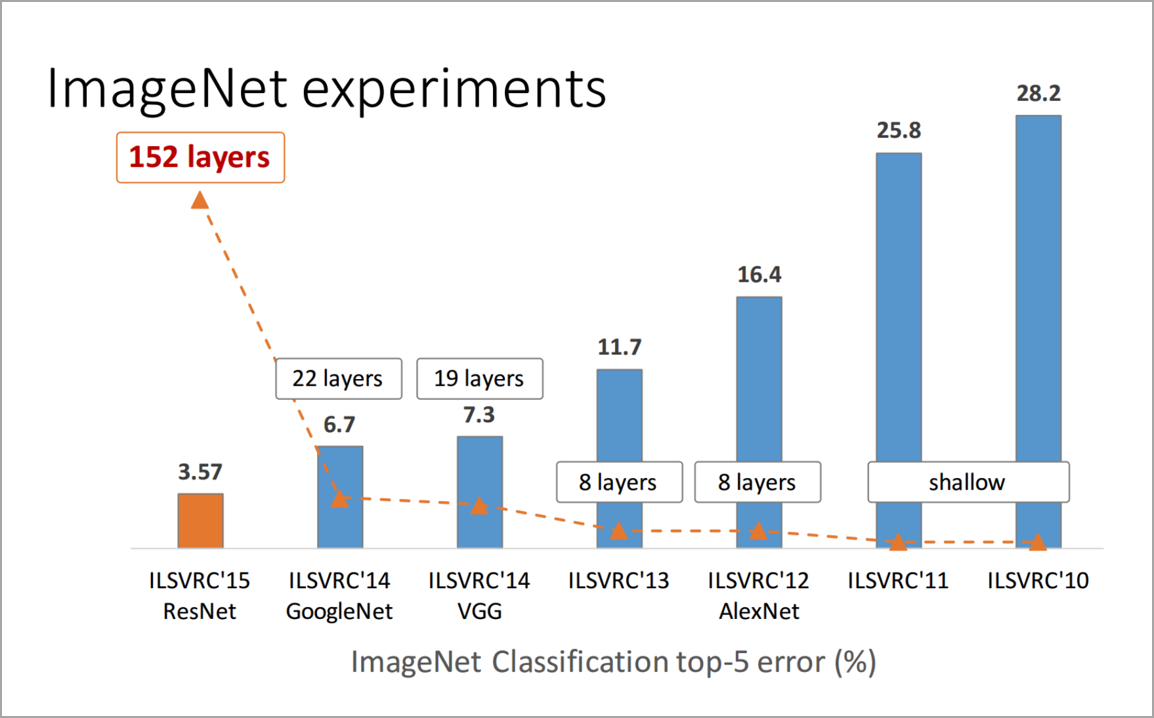 ImageNet experiments
28.2
25.8
152 layers
16.4
11.7
22 layers
19 layers
7.3
6.7
3.57
8 layers
8 layers
shallow
ILSVRC'15
ResNet
ILSVRC'14
GoogleNet
ILSVRC'14
VGG
ILSVRC'13
ILSVRC'12
AlexNet
ILSVRC'11
ILSVRC'10
ImageNet Classification top-5 error (%)